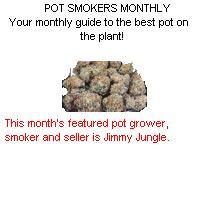 POT SMOKERS MONTHLY
Your monthly guide to the best pot on
the plant!
This month's featured pot grower,
smoker and seller is Jimmy Jungle.